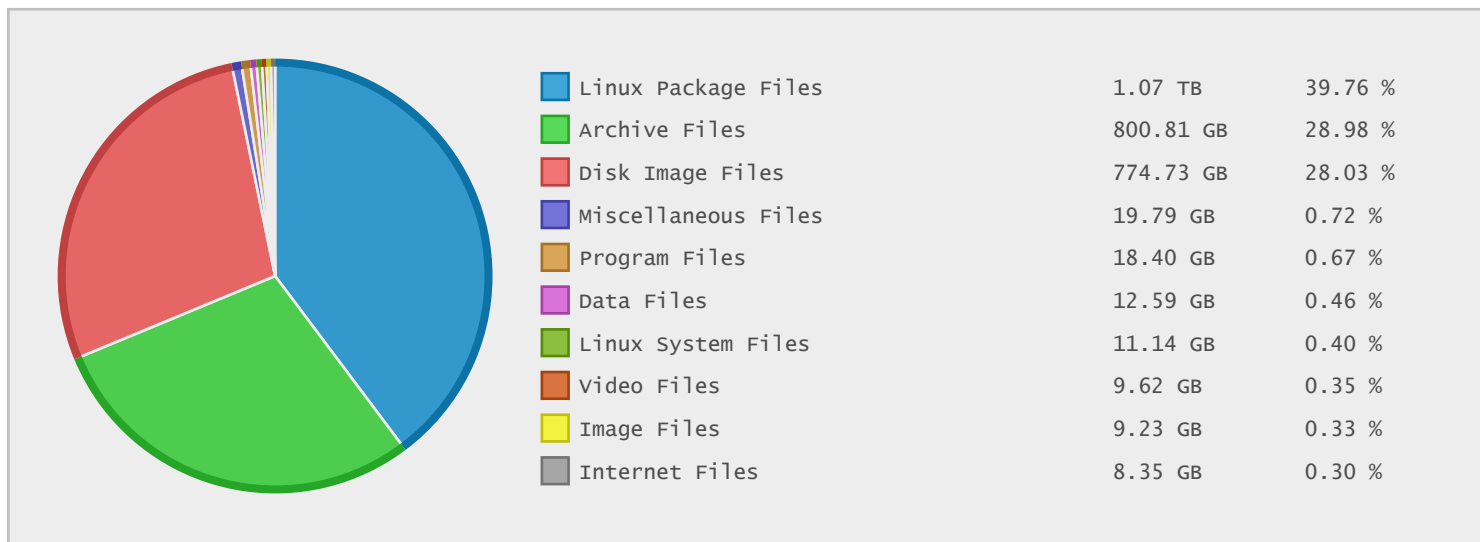 Linux Package Files 1.07 TB 39.76 %
Archive Files 800.81 GB 28.98 %
Disk Image Files 774.73 GB 28.03 %
Miscellaneous Files 19.79 GB 0.72 %
Program Files 18.40 GB 0.67 %
Data Files 12.59 GB 0.46 %
Linux System Files 11.14 GB 0.40 %
Video Files 9.62 GB 0.35 %
Image Files 9.23 GB 0.33 %
Internet Files 8.35 GB 0.30 %